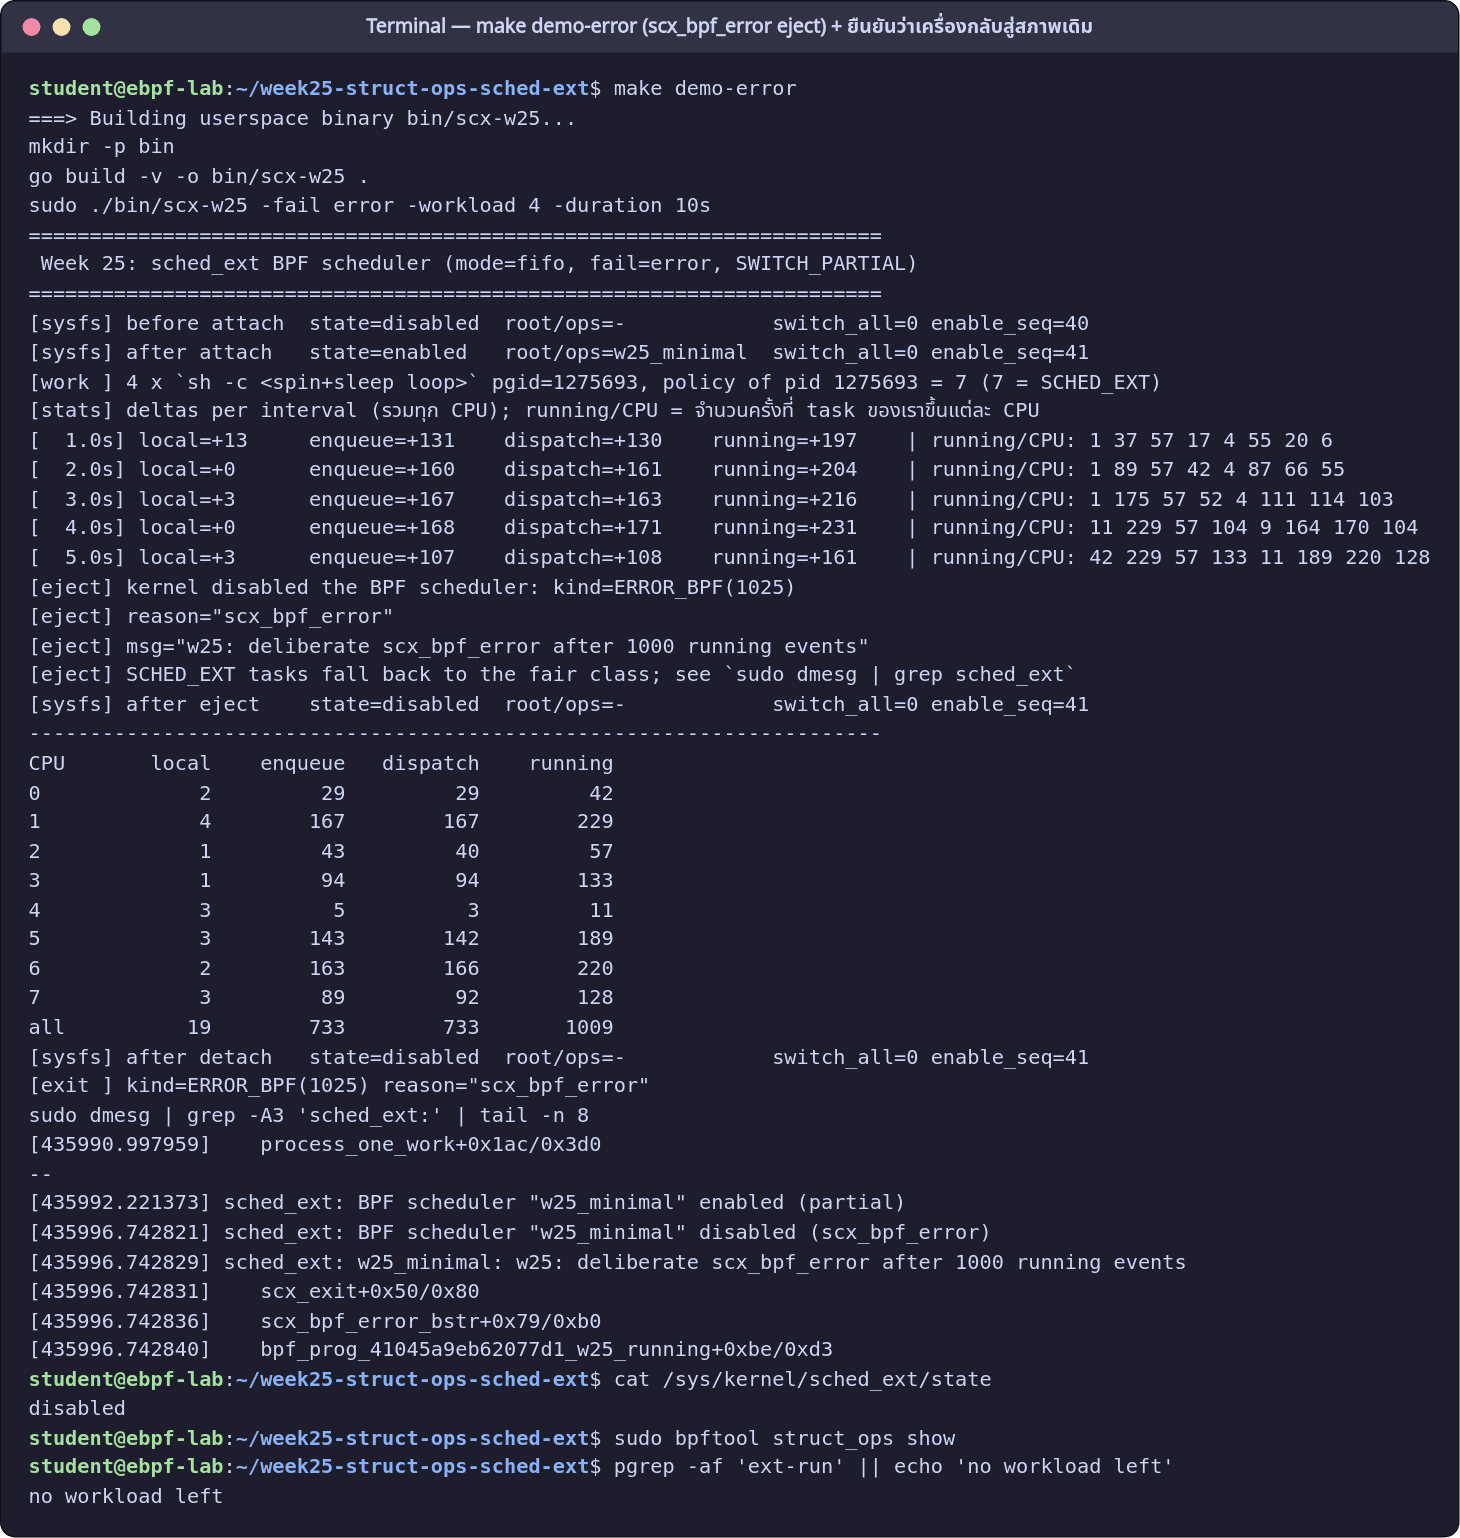 Terminal — make demo-error (scx_bpf_error eject) + ยืนยันว่าเครื่องกลับสู่สภาพเดิม
student@ebpf-lab:~/week25-struct-ops-sched-ext$ make demo-error
===> Building userspace binary bin/scx-w25...
mkdir -p bin
go build -v -o bin/scx-w25 .
sudo ./bin/scx-w25 -fail error -workload 4 -duration 10s
======================================================================
 Week 25: sched_ext BPF scheduler (mode=fifo, fail=error, SWITCH_PARTIAL)
======================================================================
[sysfs] before attach  state=disabled  root/ops=-            switch_all=0 enable_seq=40
[sysfs] after attach   state=enabled   root/ops=w25_minimal  switch_all=0 enable_seq=41
[work ] 4 x `sh -c <spin+sleep loop>` pgid=1275693, policy of pid 1275693 = 7 (7 = SCHED_EXT)
[stats] deltas per interval (รวมทุก CPU); running/CPU = จำนวนครั้งที่ task ของเราขึ้นแต่ละ CPU
[  1.0s] local=+13     enqueue=+131    dispatch=+130    running=+197    | running/CPU: 1 37 57 17 4 55 20 6
[  2.0s] local=+0      enqueue=+160    dispatch=+161    running=+204    | running/CPU: 1 89 57 42 4 87 66 55
[  3.0s] local=+3      enqueue=+167    dispatch=+163    running=+216    | running/CPU: 1 175 57 52 4 111 114 103
[  4.0s] local=+0      enqueue=+168    dispatch=+171    running=+231    | running/CPU: 11 229 57 104 9 164 170 104
[  5.0s] local=+3      enqueue=+107    dispatch=+108    running=+161    | running/CPU: 42 229 57 133 11 189 220 128
[eject] kernel disabled the BPF scheduler: kind=ERROR_BPF(1025)
[eject] reason="scx_bpf_error"
[eject] msg="w25: deliberate scx_bpf_error after 1000 running events"
[eject] SCHED_EXT tasks fall back to the fair class; see `sudo dmesg | grep sched_ext`
[sysfs] after eject    state=disabled  root/ops=-            switch_all=0 enable_seq=41
----------------------------------------------------------------------
CPU       local    enqueue   dispatch    running
0             2         29         29         42
1             4        167        167        229
2             1         43         40         57
3             1         94         94        133
4             3          5          3         11
5             3        143        142        189
6             2        163        166        220
7             3         89         92        128
all          19        733        733       1009
[sysfs] after detach   state=disabled  root/ops=-            switch_all=0 enable_seq=41
[exit ] kind=ERROR_BPF(1025) reason="scx_bpf_error"
sudo dmesg | grep -A3 'sched_ext:' | tail -n 8
[435990.997959]    process_one_work+0x1ac/0x3d0
--
[435992.221373] sched_ext: BPF scheduler "w25_minimal" enabled (partial)
[435996.742821] sched_ext: BPF scheduler "w25_minimal" disabled (scx_bpf_error)
[435996.742829] sched_ext: w25_minimal: w25: deliberate scx_bpf_error after 1000 running events
[435996.742831]    scx_exit+0x50/0x80
[435996.742836]    scx_bpf_error_bstr+0x79/0xb0
[435996.742840]    bpf_prog_41045a9eb62077d1_w25_running+0xbe/0xd3
student@ebpf-lab:~/week25-struct-ops-sched-ext$ cat /sys/kernel/sched_ext/state
disabled
student@ebpf-lab:~/week25-struct-ops-sched-ext$ sudo bpftool struct_ops show
student@ebpf-lab:~/week25-struct-ops-sched-ext$ pgrep -af 'ext-run' || echo 'no workload left'
no workload left